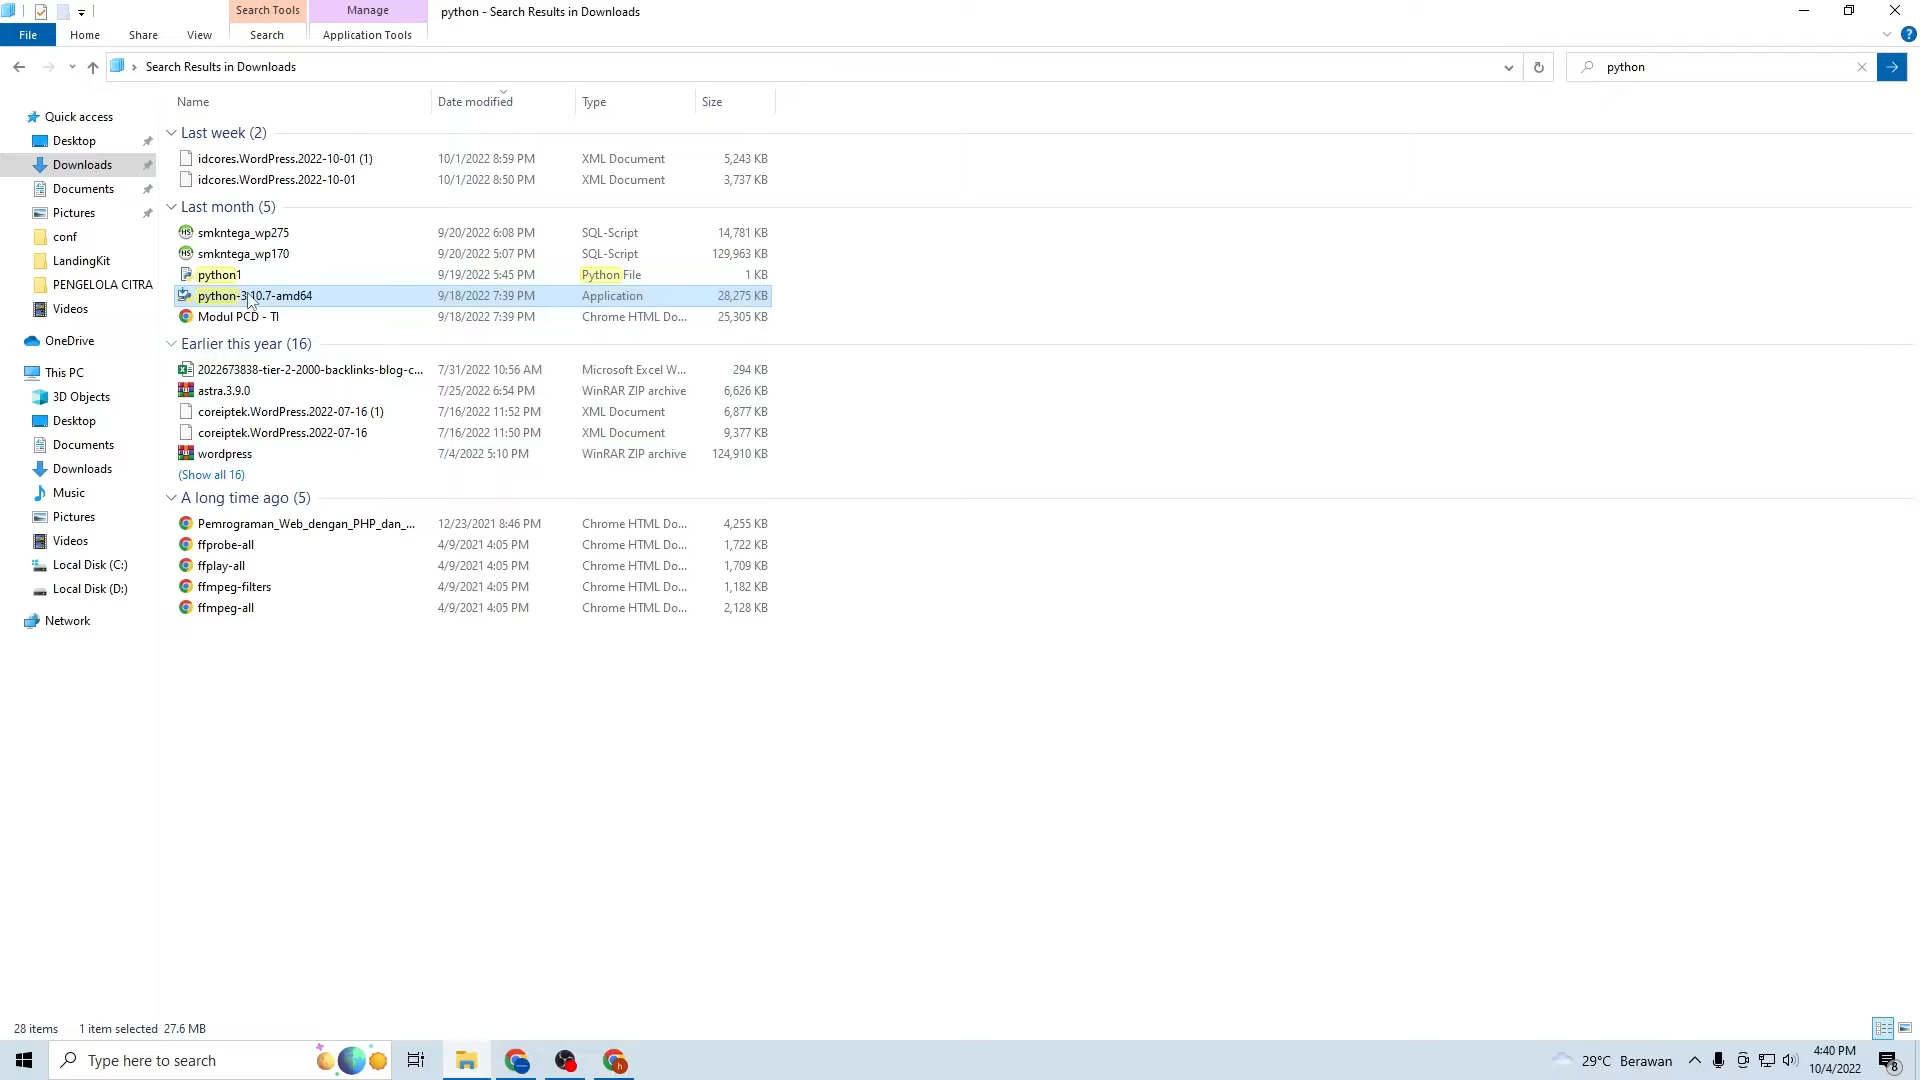 Search Tools
Manage
python - Search Results in Downloads
File
Home
Share
View
Search
Application Tools
Search Results in Downloads
python
Name
Date modified
Type
Size
Quick access
Desktop
Downloads
Documents
Pictures
conf
LandingKit
PENGELOLA CITRA
Videos
OneDrive
This PC
3D Objects
Desktop
Documents
Downloads
Music
Pictures
Videos
Local Disk (C:)
Local Disk (D:)
Network
Last week (2)
idcores.WordPress.2022-10-01 (1) 10/1/2022 8:59 PM XML Document 5,243 KB
idcores.WordPress.2022-10-01 10/1/2022 8:50 PM XML Document 3,737 KB
Last month (5)
smkntega_wp275 9/20/2022 6:08 PM SQL-Script 14,781 KB
smkntega_wp170 9/20/2022 5:07 PM SQL-Script 129,963 KB
python1 9/19/2022 5:45 PM Python File 1 KB
python-3.10.7-amd64 9/18/2022 7:39 PM Application 28,275 KB
Modul PCD - TI 9/18/2022 7:39 PM Chrome HTML Do... 25,305 KB
Earlier this year (16)
2022673838-tier-2-2000-backlinks-blog-c... 7/31/2022 10:56 AM Microsoft Excel W... 294 KB
astra.3.9.0 7/25/2022 6:54 PM WinRAR ZIP archive 6,626 KB
coreiptek.WordPress.2022-07-16 (1) 7/16/2022 11:52 PM XML Document 6,877 KB
coreiptek.WordPress.2022-07-16 7/16/2022 11:50 PM XML Document 9,377 KB
wordpress 7/4/2022 5:10 PM WinRAR ZIP archive 124,910 KB
(Show all 16)
A long time ago (5)
Pemrograman_Web_dengan_PHP_dan_... 12/23/2021 8:46 PM Chrome HTML Do... 4,255 KB
ffprobe-all 4/9/2021 4:05 PM Chrome HTML Do... 1,722 KB
ffplay-all 4/9/2021 4:05 PM Chrome HTML Do... 1,709 KB
ffmpeg-filters 4/9/2021 4:05 PM Chrome HTML Do... 1,182 KB
ffmpeg-all 4/9/2021 4:05 PM Chrome HTML Do... 2,128 KB
28 items 1 item selected 27.6 MB
Type here to search
29°C Berawan
4:40 PM
10/4/2022
8